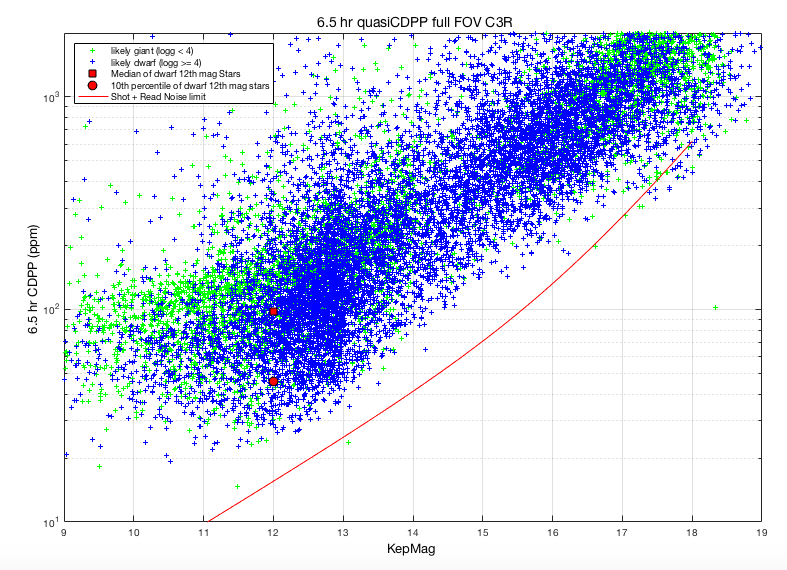 6.5 hr quasiCDPP full FOV C3R
likely giant (logg < 4)
likely dwarf (logg >= 4)
Median of dwarf 12th mag Stars
10th percentile of dwarf 12th mag stars
Shot + Read Noise limit
6.5 hr CDPP (ppm)
10³
10²
10¹
9 10 11 12 13 14 15 16 17 18 19
KepMag